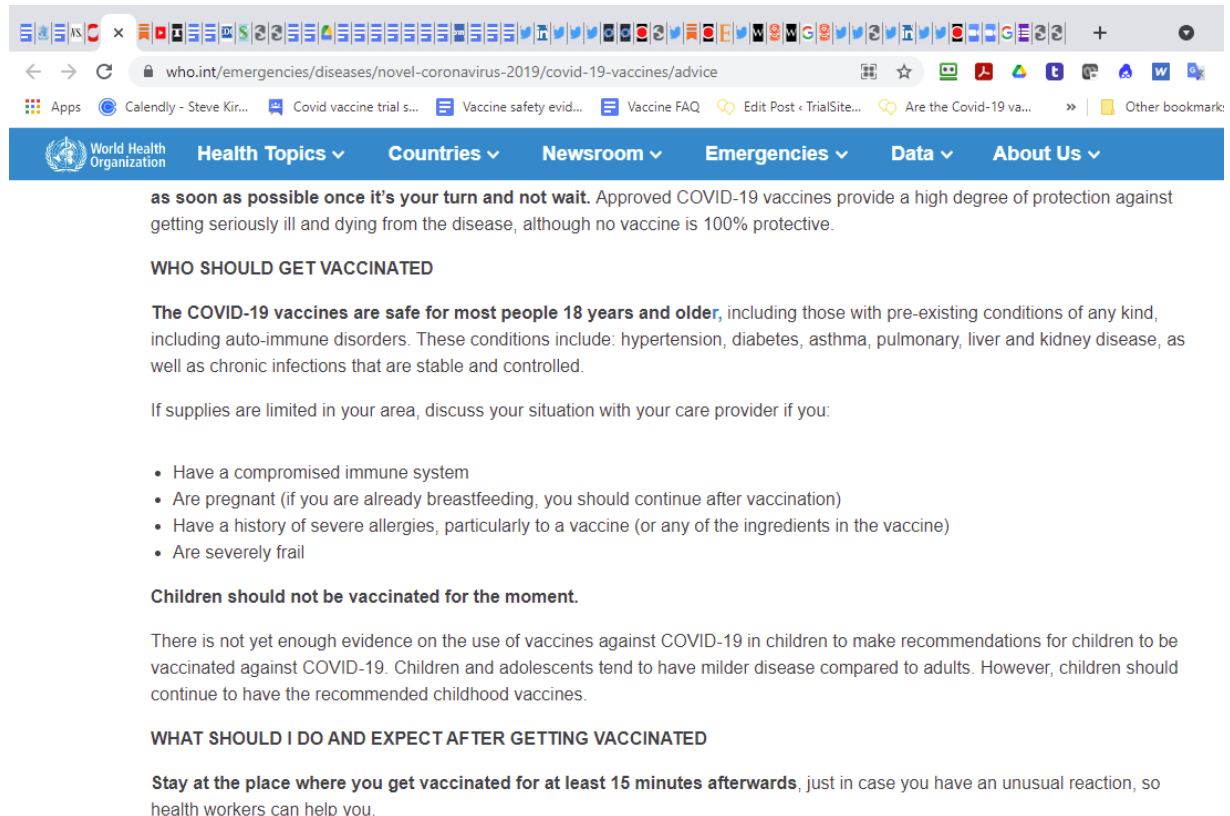 who.int/emergencies/diseases/novel-coronavirus-2019/covid-19-vaccines/advice
Apps Calendly - Steve Kir... Covid vaccine trial s... Vaccine safety evid... Vaccine FAQ Edit Post ‹ TrialSite... Are the Covid-19 va... » Other bookmarks
World Health Organization Health Topics Countries Newsroom Emergencies Data About Us
as soon as possible once it's your turn and not wait. Approved COVID-19 vaccines provide a high degree of protection against
getting seriously ill and dying from the disease, although no vaccine is 100% protective.
WHO SHOULD GET VACCINATED
The COVID-19 vaccines are safe for most people 18 years and older, including those with pre-existing conditions of any kind,
including auto-immune disorders. These conditions include: hypertension, diabetes, asthma, pulmonary, liver and kidney disease, as
well as chronic infections that are stable and controlled.
If supplies are limited in your area, discuss your situation with your care provider if you:
• Have a compromised immune system
• Are pregnant (if you are already breastfeeding, you should continue after vaccination)
• Have a history of severe allergies, particularly to a vaccine (or any of the ingredients in the vaccine)
• Are severely frail
Children should not be vaccinated for the moment.
There is not yet enough evidence on the use of vaccines against COVID-19 in children to make recommendations for children to be
vaccinated against COVID-19. Children and adolescents tend to have milder disease compared to adults. However, children should
continue to have the recommended childhood vaccines.
WHAT SHOULD I DO AND EXPECT AFTER GETTING VACCINATED
Stay at the place where you get vaccinated for at least 15 minutes afterwards, just in case you have an unusual reaction, so
health workers can help you.